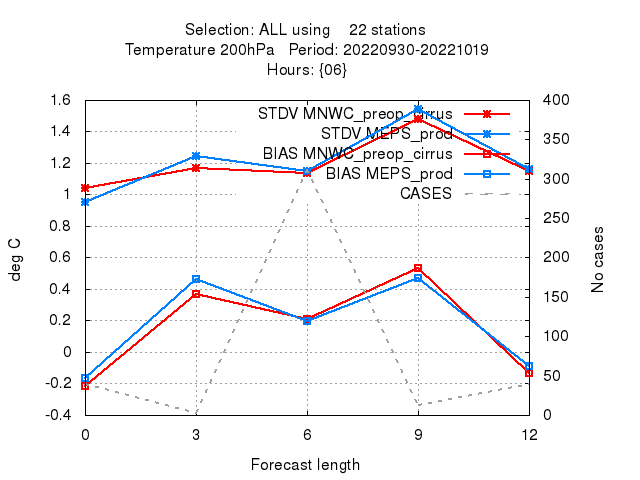 Selection: ALL using    22 stations
Temperature 200hPa   Period: 20220930-20221019
Hours: {06}
1.6
1.4
1.2
1
0.8
0.6
0.4
0.2
0
-0.2
-0.4
deg C
STDV MNWC_preop_cirrus
STDV MEPS_prod
BIAS MNWC_preop_cirrus
BIAS MEPS_prod
CASES
400
350
300
250
200
150
100
50
0
No cases
0 3 6 9 12
Forecast length